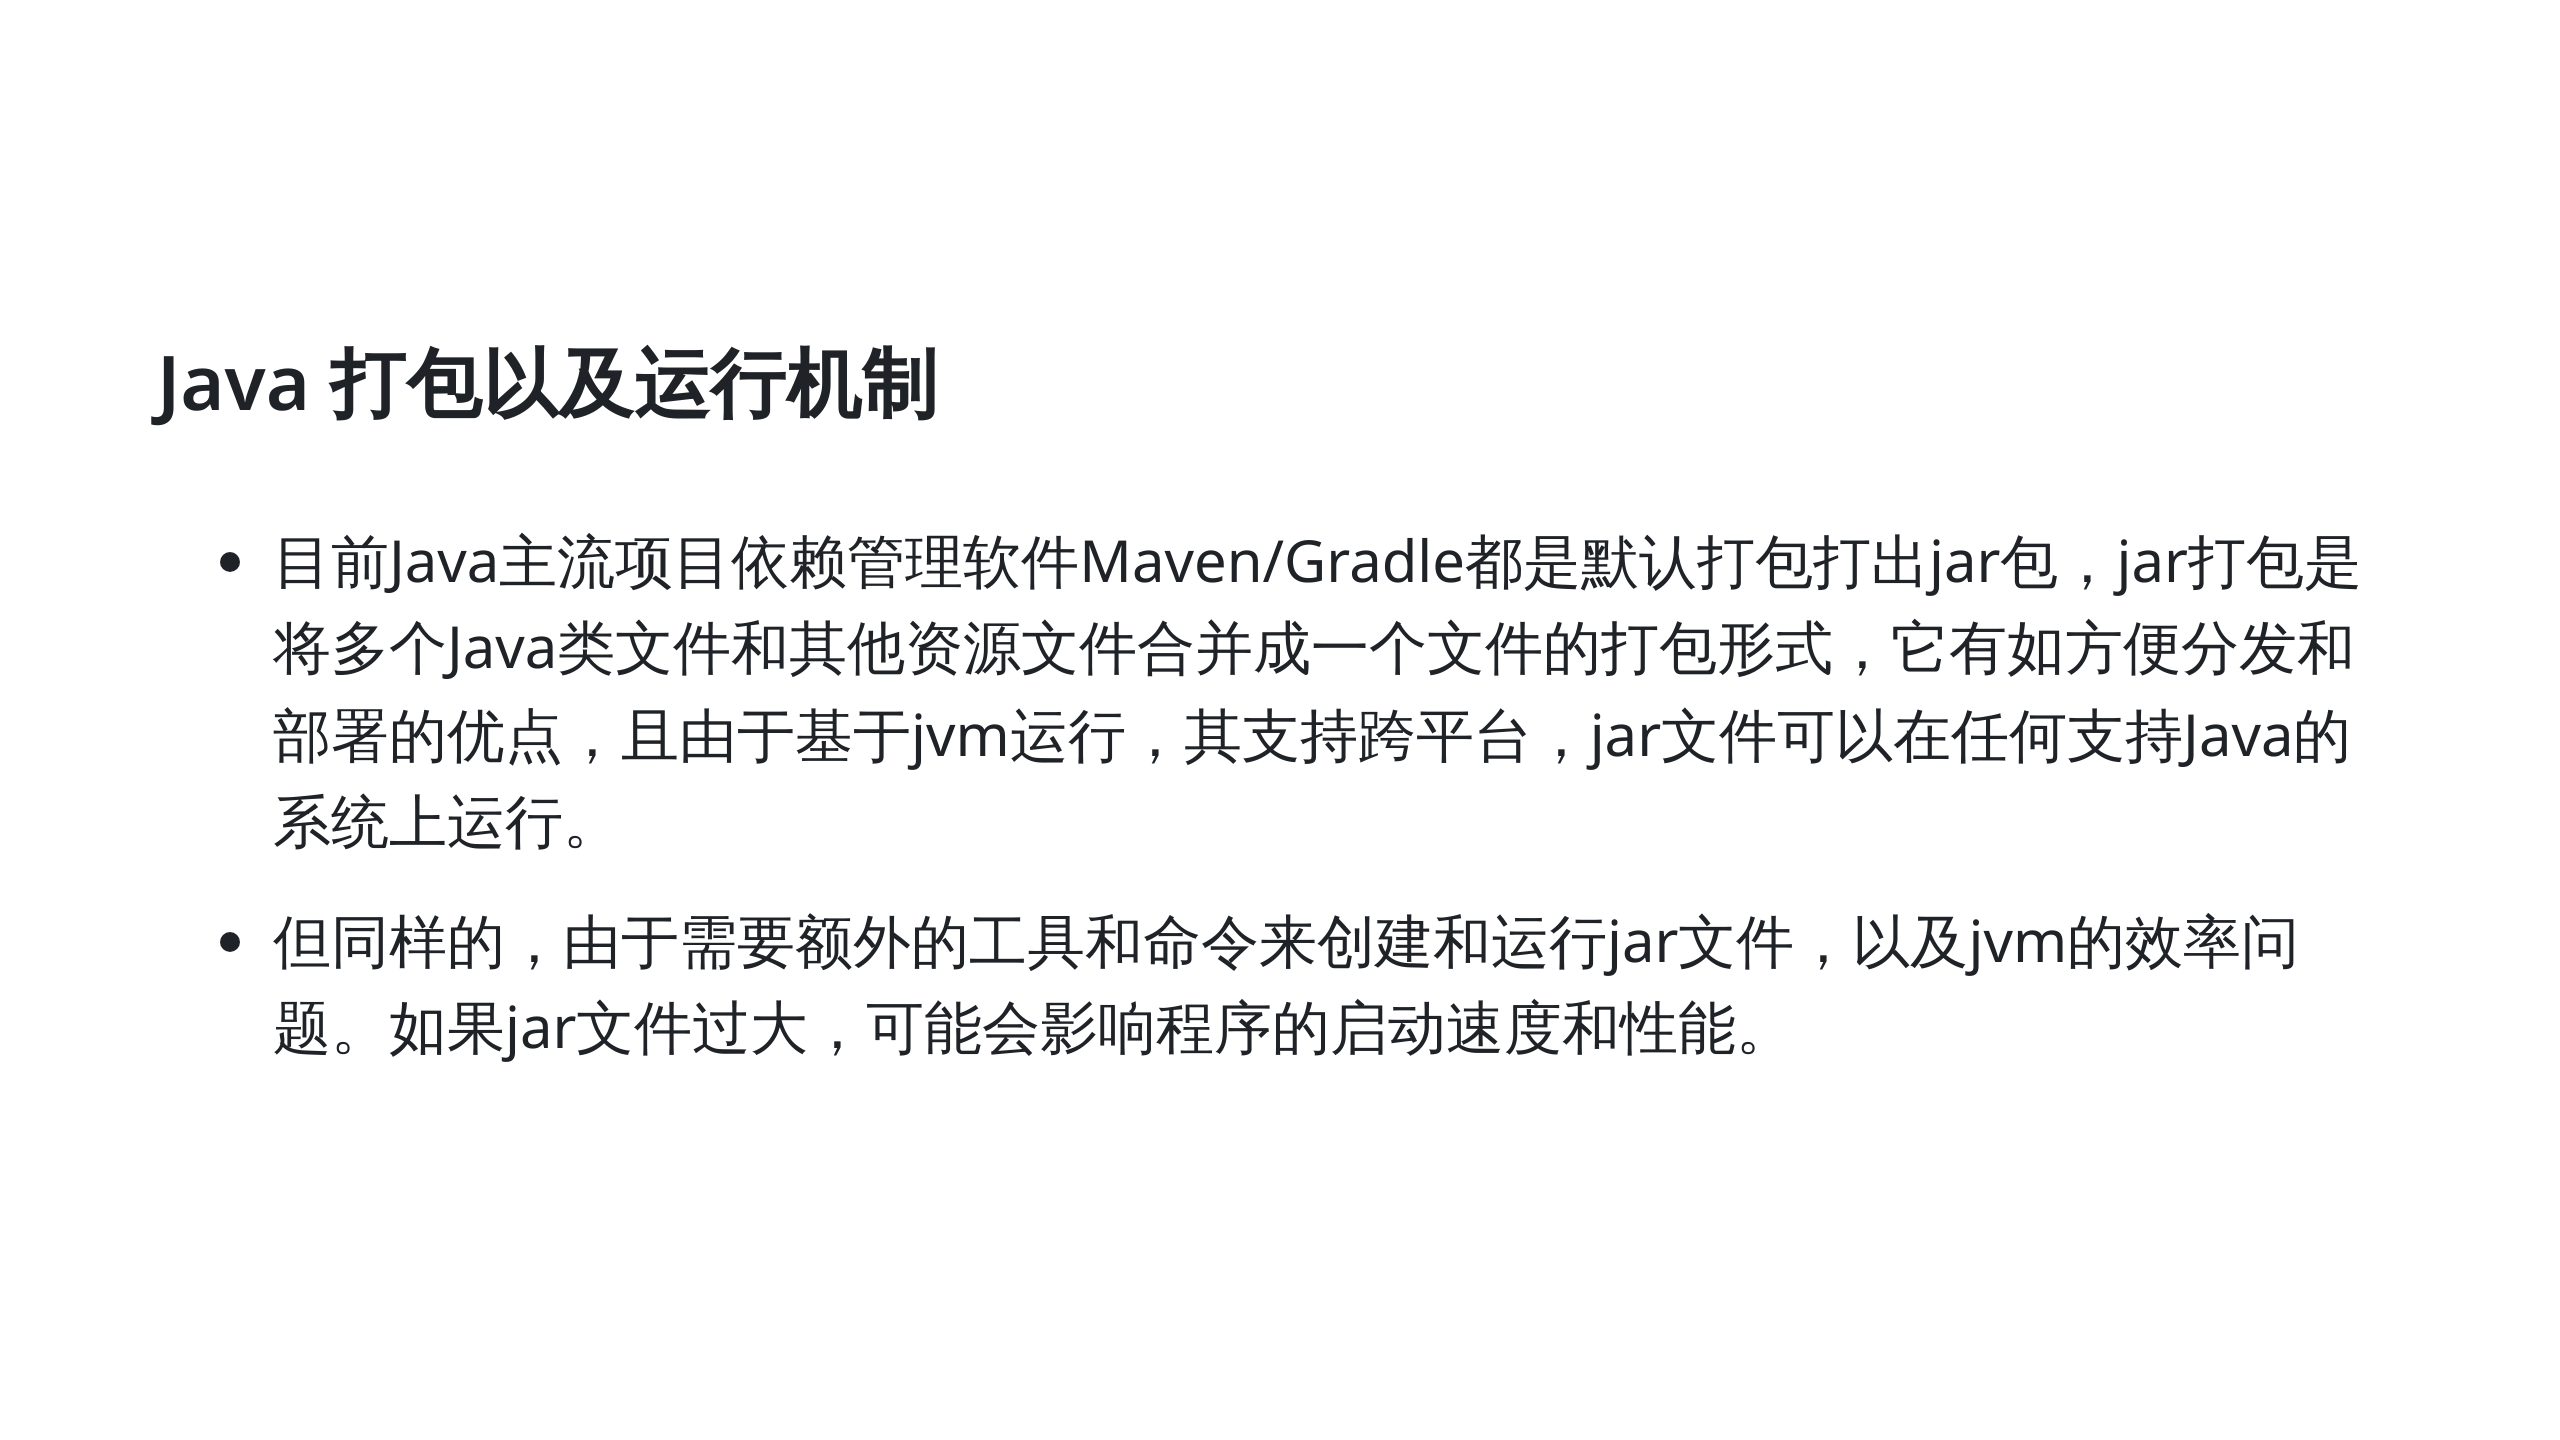 Java 打包以及运行机制
目前Java主流项目依赖管理软件Maven/Gradle都是默认打包打出jar包，jar打包是
将多个Java类文件和其他资源文件合并成一个文件的打包形式，它有如方便分发和
部署的优点，且由于基于jvm运行，其支持跨平台，jar文件可以在任何支持Java的
系统上运行。
但同样的，由于需要额外的工具和命令来创建和运行jar文件，以及jvm的效率问
题。如果jar文件过大，可能会影响程序的启动速度和性能。